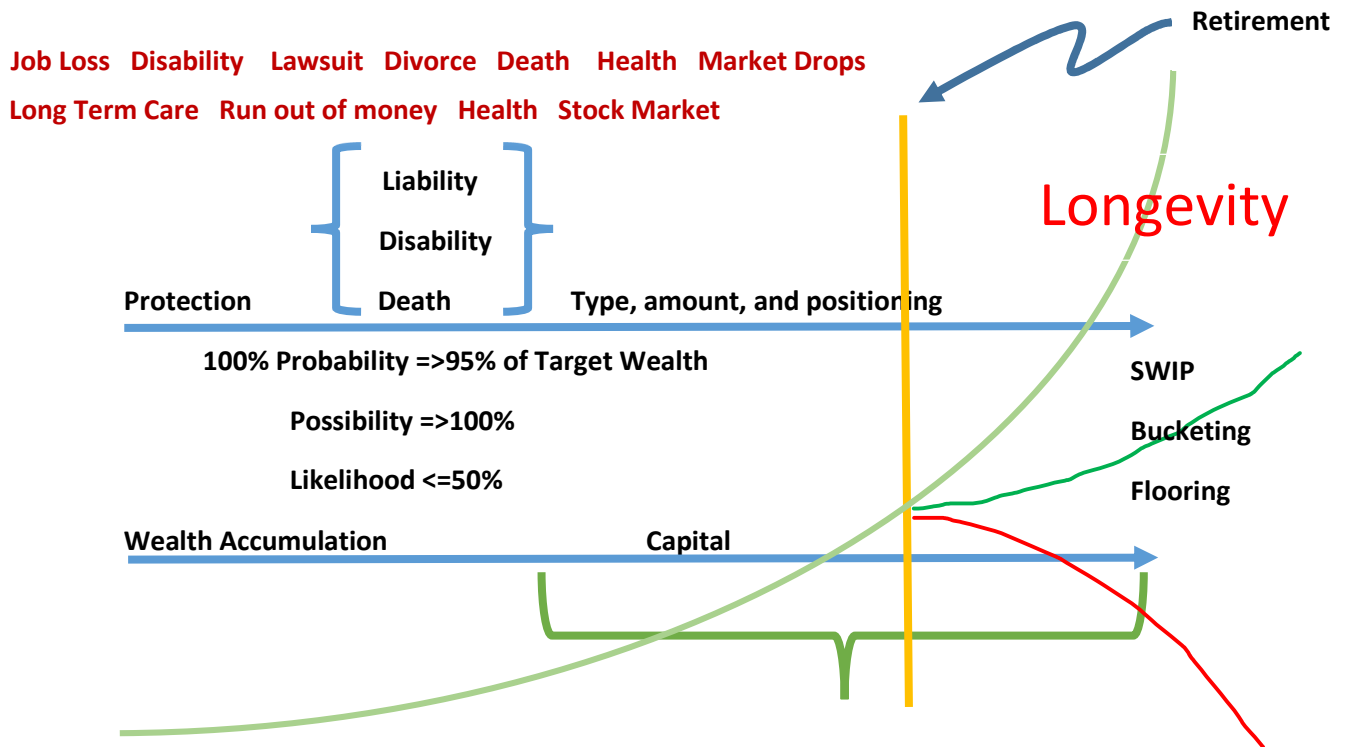 Retirement
Job Loss Disability Lawsuit Divorce Death Health Market Drops
Long Term Care Run out of money Health Stock Market
Liability
Longevity
Disability
Protection Death Type, amount, and positioning
100% Probability =>95% of Target Wealth
SWIP
Possibility =>100%
Bucketing
Likelihood <=50%
Flooring
Wealth Accumulation Capital